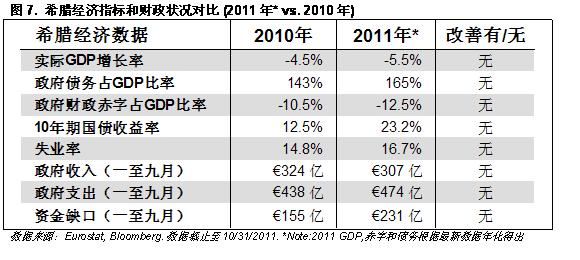 图 7. 希腊经济指标和财政状况对比 (2011 年* vs. 2010 年)
希腊经济数据 2010年 2011年* 改善有/无
实际GDP增长率 -4.5% -5.5% 无
政府债务占GDP比率 143% 165% 无
政府财政赤字占GDP比率 -10.5% -12.5% 无
10年期国债收益率 12.5% 23.2% 无
失业率 14.8% 16.7% 无
政府收入（一至九月） €324 亿 €307 亿 无
政府支出（一至九月） €438 亿 €474 亿 无
资金缺口（一至九月） €155 亿 €231 亿 无
数据来源：Eurostat, Bloomberg. 数据截止至 10/31/2011. *Note:2011 GDP,赤字和债务根据最新数据年化得出